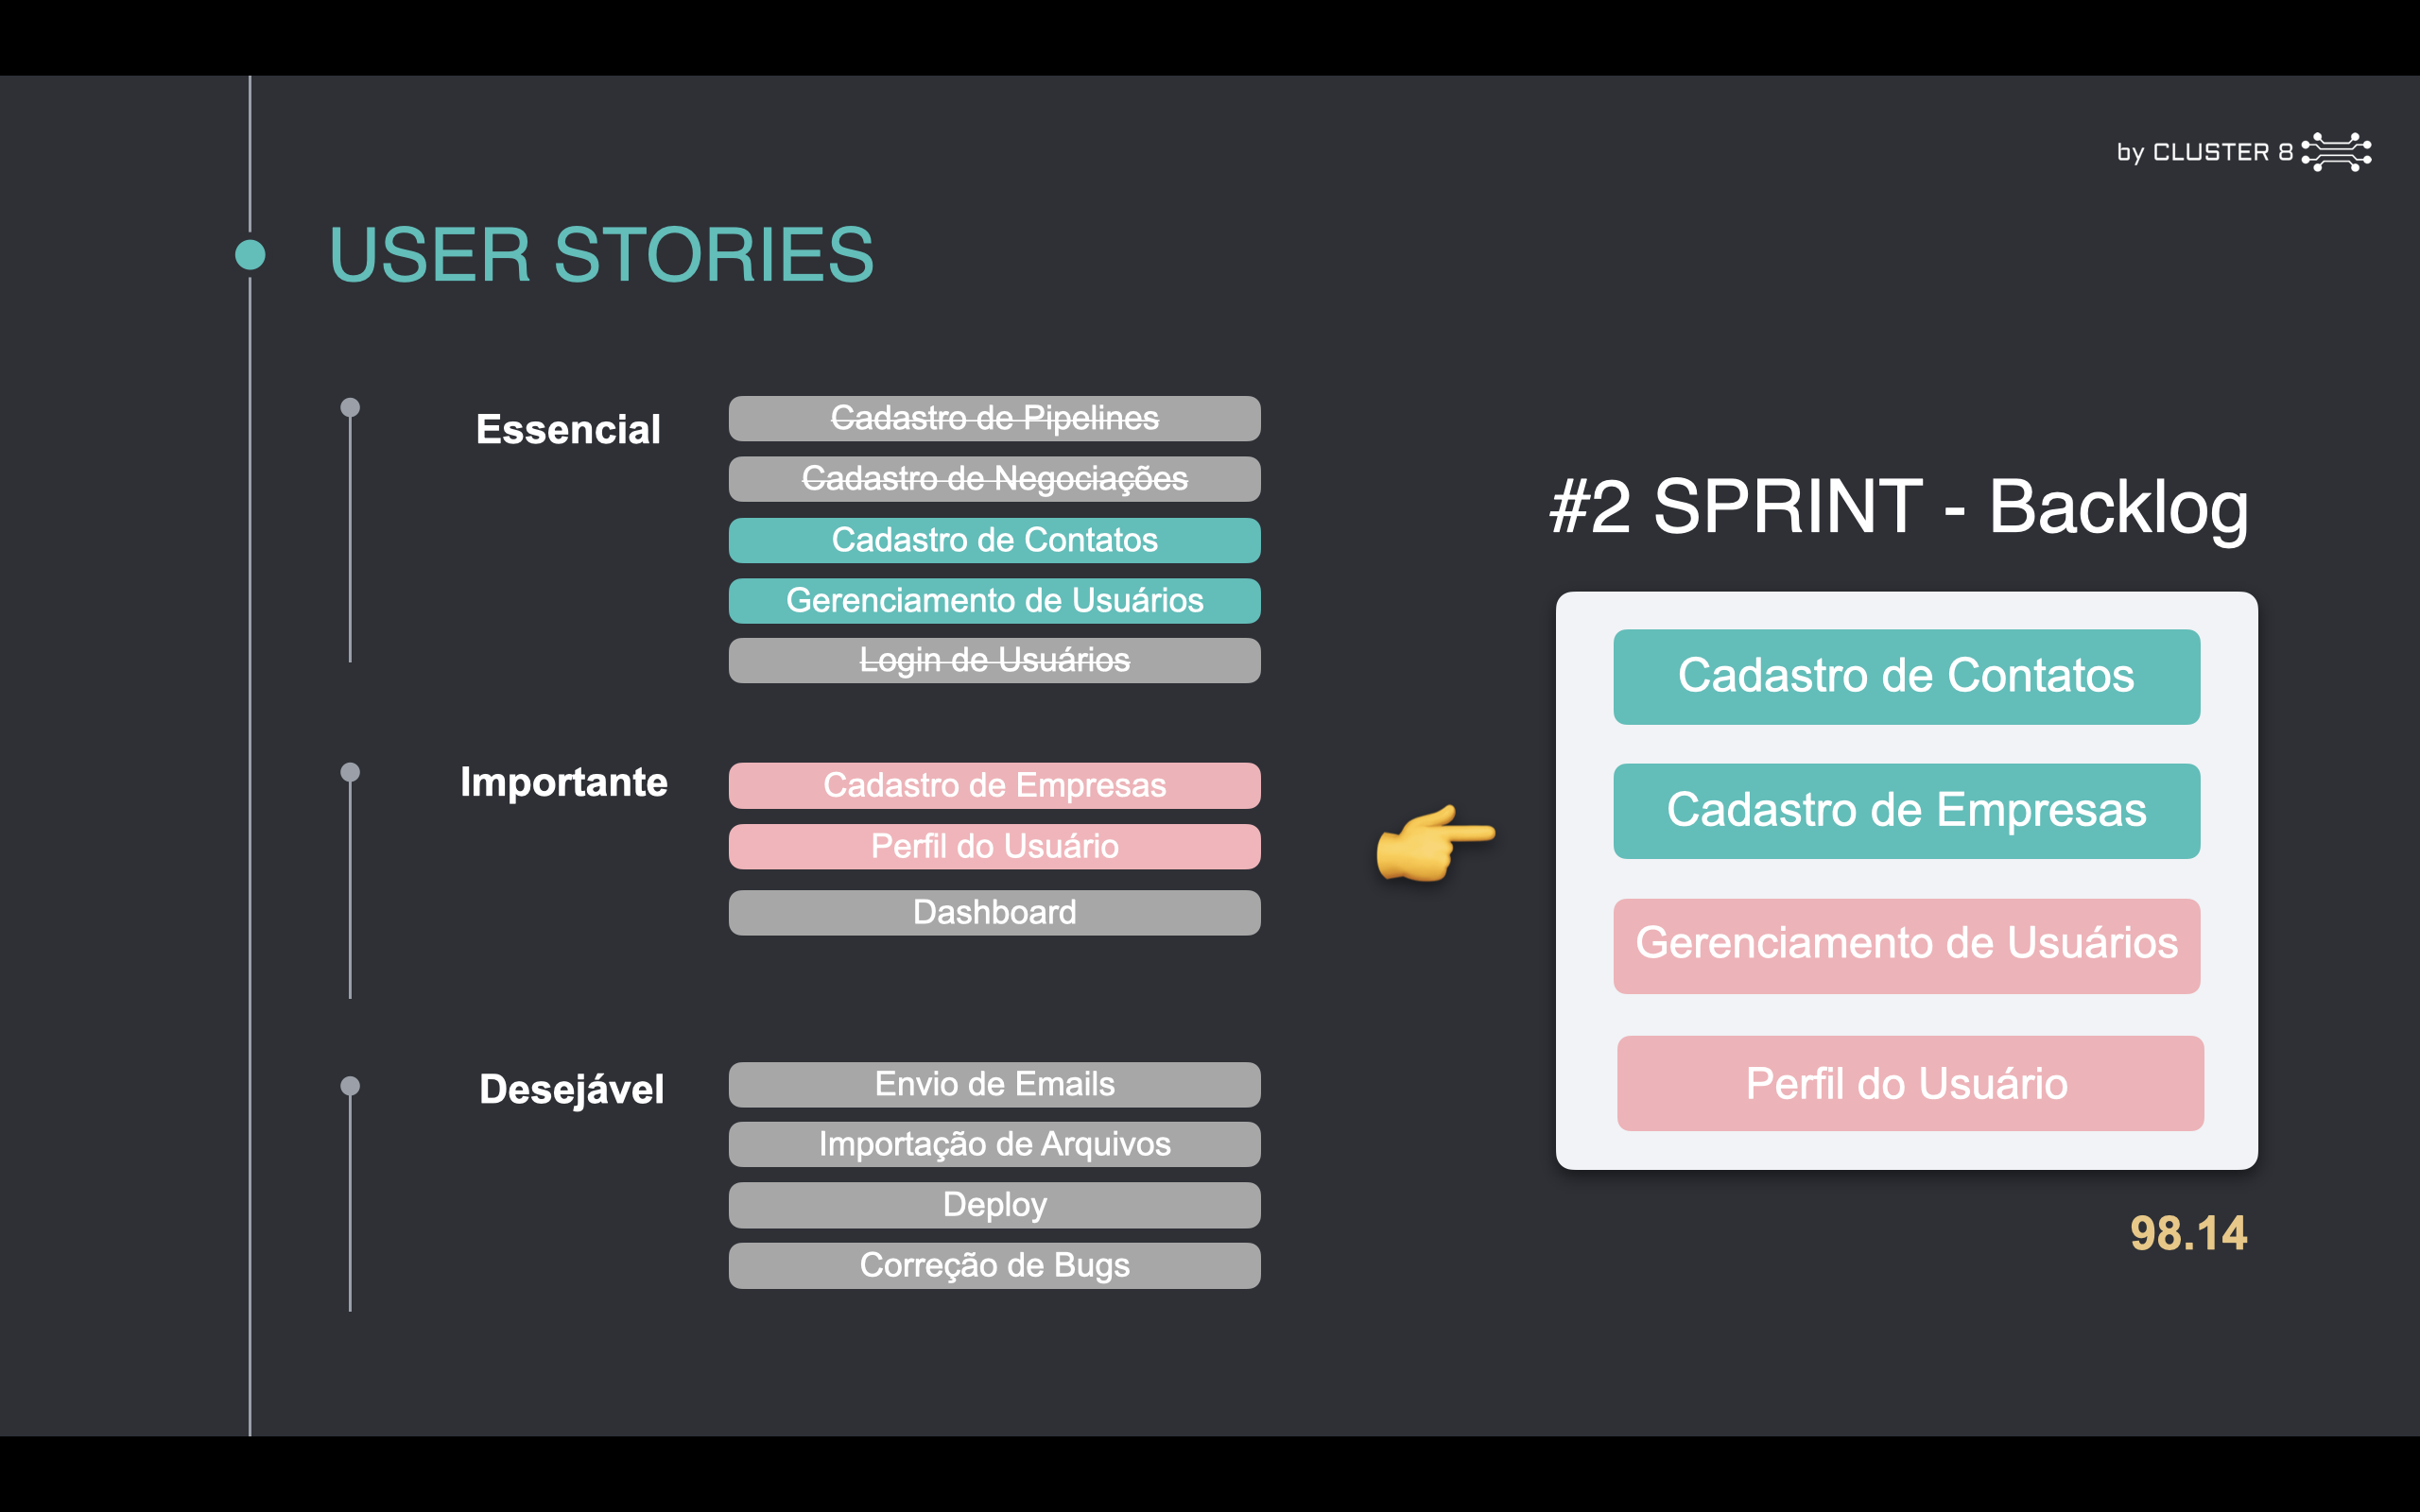 by CLUSTER 8
USER STORIES
Essencial
Cadastro de Pipelines
Cadastro de Negociações
Cadastro de Contatos
Gerenciamento de Usuários
Login de Usuários
Importante
Cadastro de Empresas
Perfil do Usuário
Dashboard
Desejável
Envio de Emails
Importação de Arquivos
Deploy
Correção de Bugs
#2 SPRINT - Backlog
Cadastro de Contatos
Cadastro de Empresas
Gerenciamento de Usuários
Perfil do Usuário
98.14